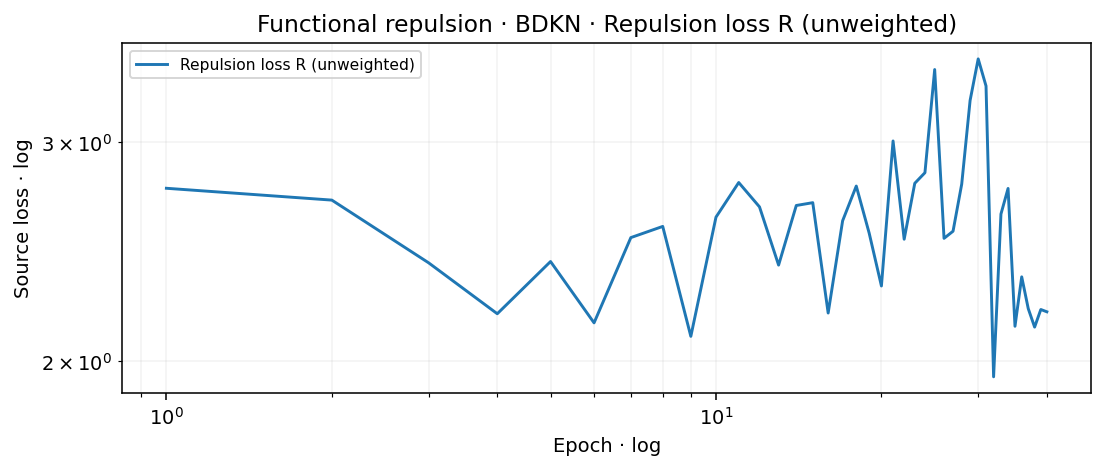 Functional repulsion · BDKN · Repulsion loss R (unweighted)
Repulsion loss R (unweighted)
Source loss · log
3 × 10⁰
2 × 10⁰
10⁰
10¹
Epoch · log